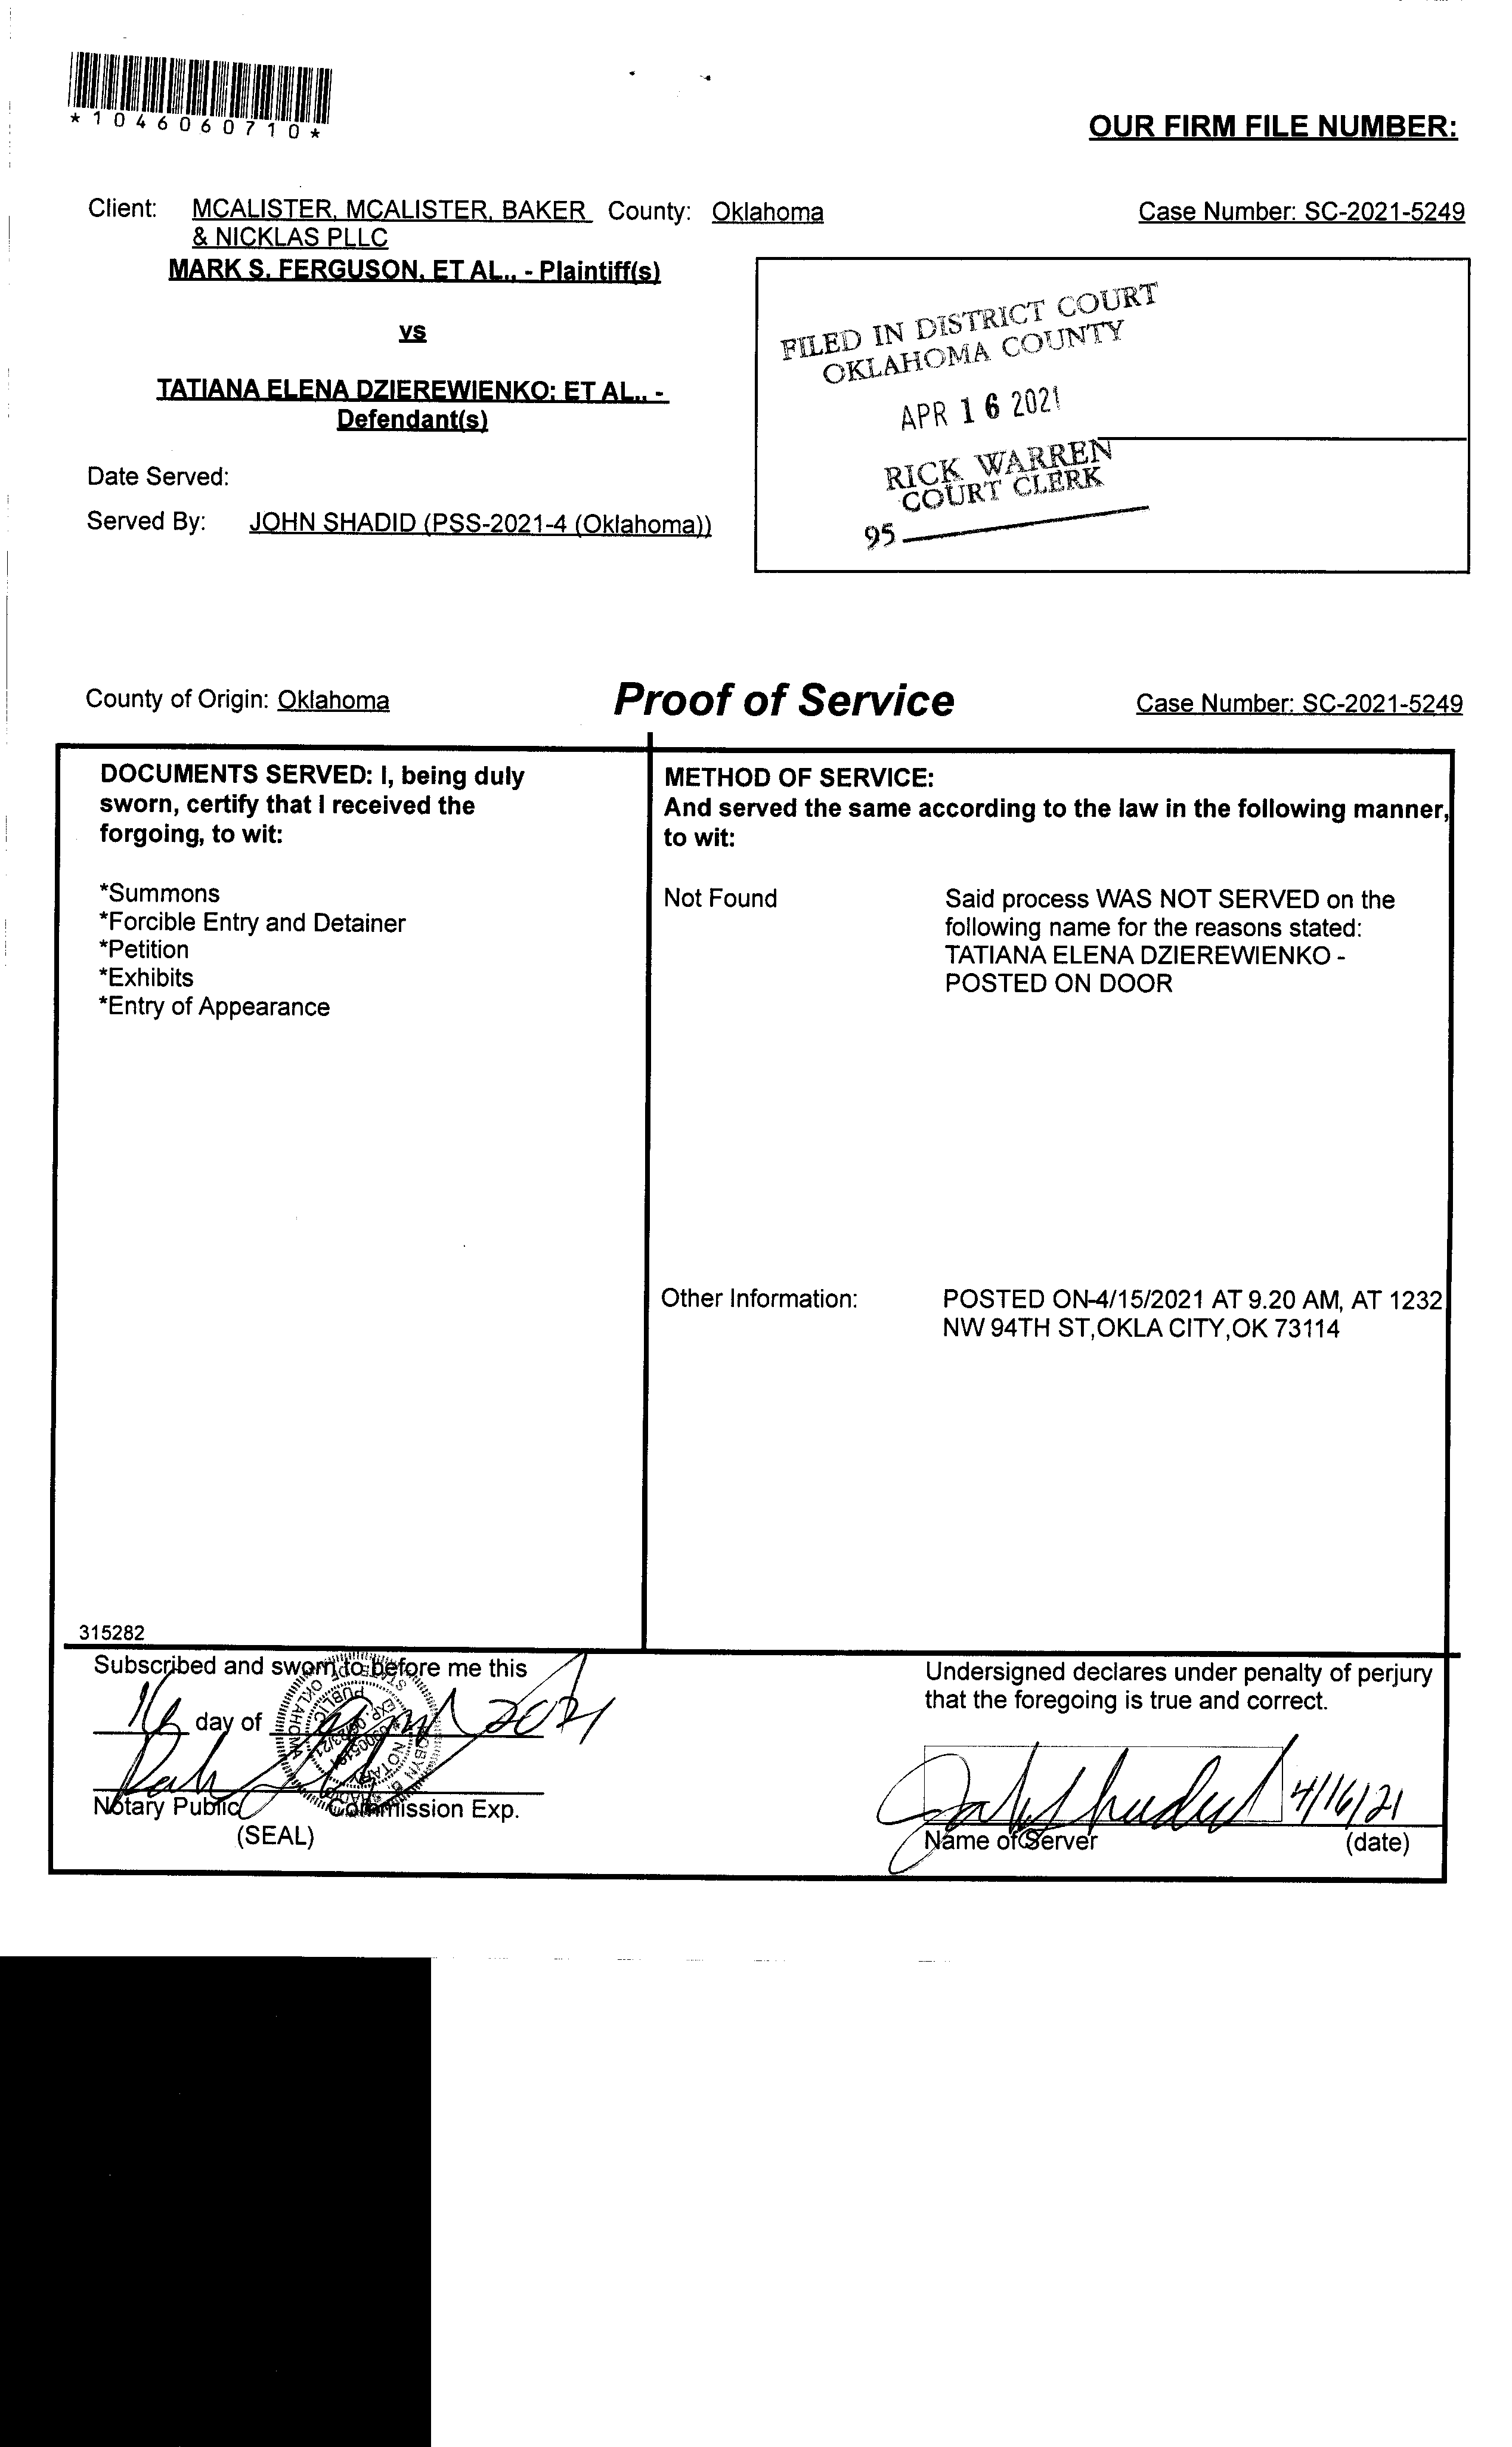 *1046060710*
OUR FIRM FILE NUMBER:
Client: MCALISTER, MCALISTER, BAKER County: Oklahoma Case Number: SC-2021-5249
& NICKLAS PLLC
MARK S. FERGUSON, ET AL., - Plaintiff(s)
vs
TATIANA ELENA DZIEREWIENKO; ET AL., -
Defendant(s)
FILED IN DISTRICT COURT
OKLAHOMA COUNTY
APR 16 2021
RICK WARREN
COURT CLERK
95
Date Served:
Served By: JOHN SHADID (PSS-2021-4 (Oklahoma))
County of Origin: Oklahoma Proof of Service Case Number: SC-2021-5249
DOCUMENTS SERVED: I, being duly
sworn, certify that I received the
forgoing, to wit:
*Summons
*Forcible Entry and Detainer
*Petition
*Exhibits
*Entry of Appearance
METHOD OF SERVICE:
And served the same according to the law in the following manner,
to wit:
Not Found Said process WAS NOT SERVED on the
following name for the reasons stated:
TATIANA ELENA DZIEREWIENKO -
POSTED ON DOOR
Other Information: POSTED ON-4/15/2021 AT 9.20 AM, AT 1232
NW 94TH ST,OKLA CITY,OK 73114
315282
Subscribed and sworn to before me this
16 day of April 2021
Notary Public Commission Exp.
(SEAL)
NOTARY PUBLIC
STATE OF OKLAHOMA
Undersigned declares under penalty of perjury
that the foregoing is true and correct.
John Shadid 4/16/21
Name of Server (date)